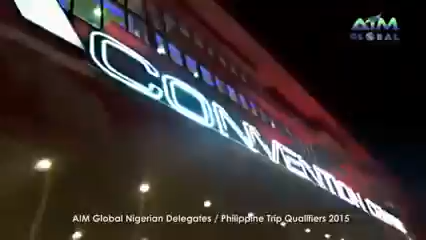 AIM
GLOBAL
CONVENTION
AIM Global Nigerian Delegates / Philippine Trip Qualifiers 2015